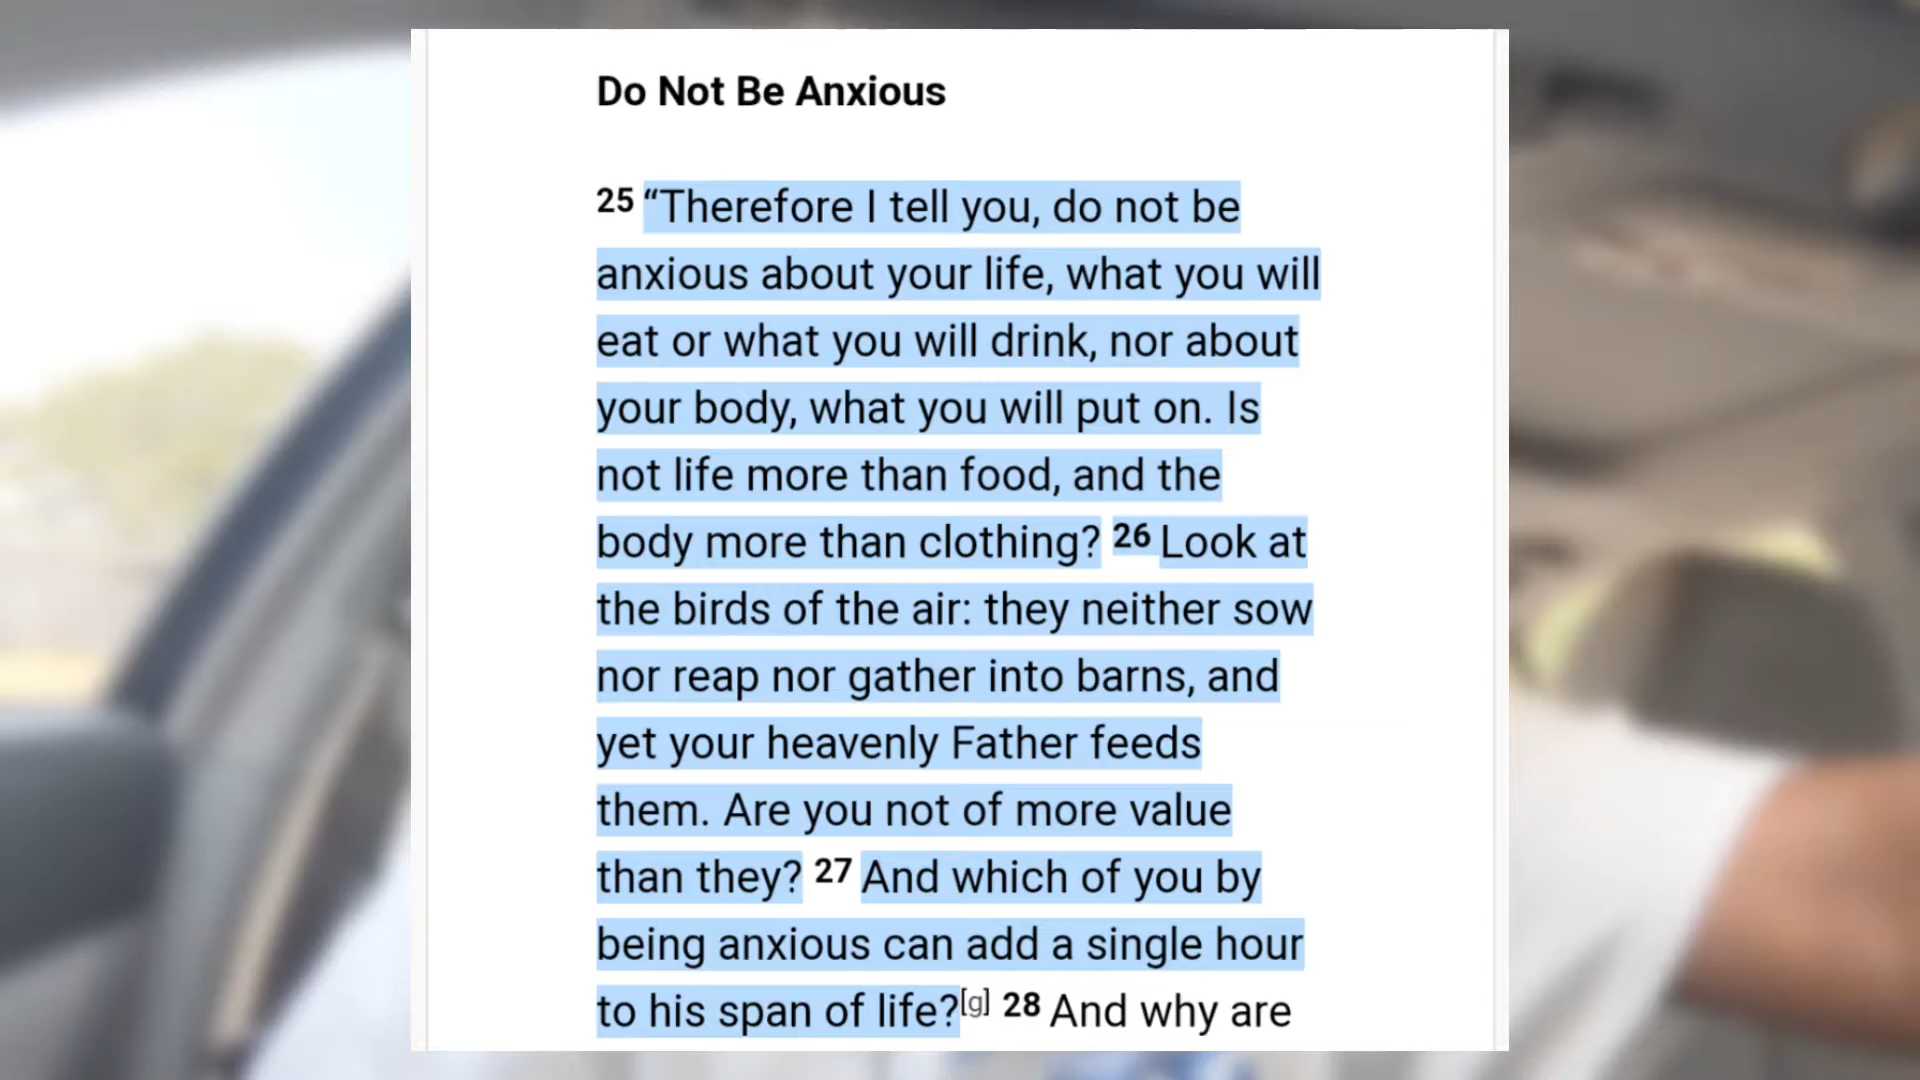 Do Not Be Anxious
25 “Therefore I tell you, do not be
anxious about your life, what you will
eat or what you will drink, nor about
your body, what you will put on. Is
not life more than food, and the
body more than clothing? 26 Look at
the birds of the air: they neither sow
nor reap nor gather into barns, and
yet your heavenly Father feeds
them. Are you not of more value
than they? 27 And which of you by
being anxious can add a single hour
to his span of life?[g] 28 And why are